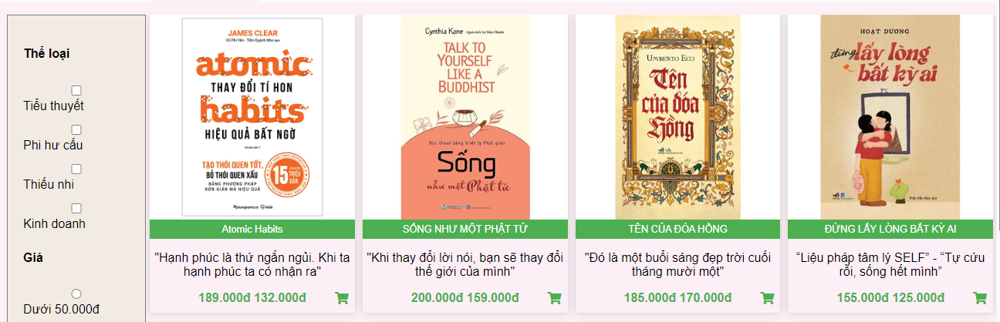 Thể loại
Tiểu thuyết
Phi hư cấu
Thiếu nhi
Kinh doanh
Giá
Dưới 50.000đ
JAMES CLEAR
Vũ Phi Yên - Trần Quỳnh Như dịch
atomic
THAY ĐỔI TÍ HON
habits
HIỆU QUẢ BẤT NGỜ
TẠO THÓI QUEN TỐT,
BỎ THÓI QUEN XẤU
BẰNG PHƯƠNG PHÁP
ĐƠN GIẢN MÀ HIỆU QUẢ
15
TRIỆU
BẢN
phuongnambook
Atomic Habits
"Hạnh phúc là thứ ngắn ngủi. Khi ta
hạnh phúc ta có nhận ra"
189.000đ 132.000đ
Cynthia Kane
TALK TO
YOURSELF
LIKE A
BUDDHIST
Đọc thoại bằng triết lý Phật giáo
Sống
như một Phật tử
SỐNG NHƯ MỘT PHẬT TỬ
"Khi thay đổi lời nói, bạn sẽ thay đổi
thế giới của mình"
200.000đ 159.000đ
UMBERTO ECO
Tên
của đóa
Hồng
TÊN CỦA ĐÓA HỒNG
"Đó là một buổi sáng đẹp trời cuối
tháng mười một"
185.000đ 170.000đ
HOẠT DƯƠNG
đừng lấy lòng
bất kỳ ai
ĐỪNG LẤY LÒNG BẤT KỲ AI
“Liệu pháp tâm lý SELF” - “Tự cứu
rỗi, sống hết mình”
155.000đ 125.000đ